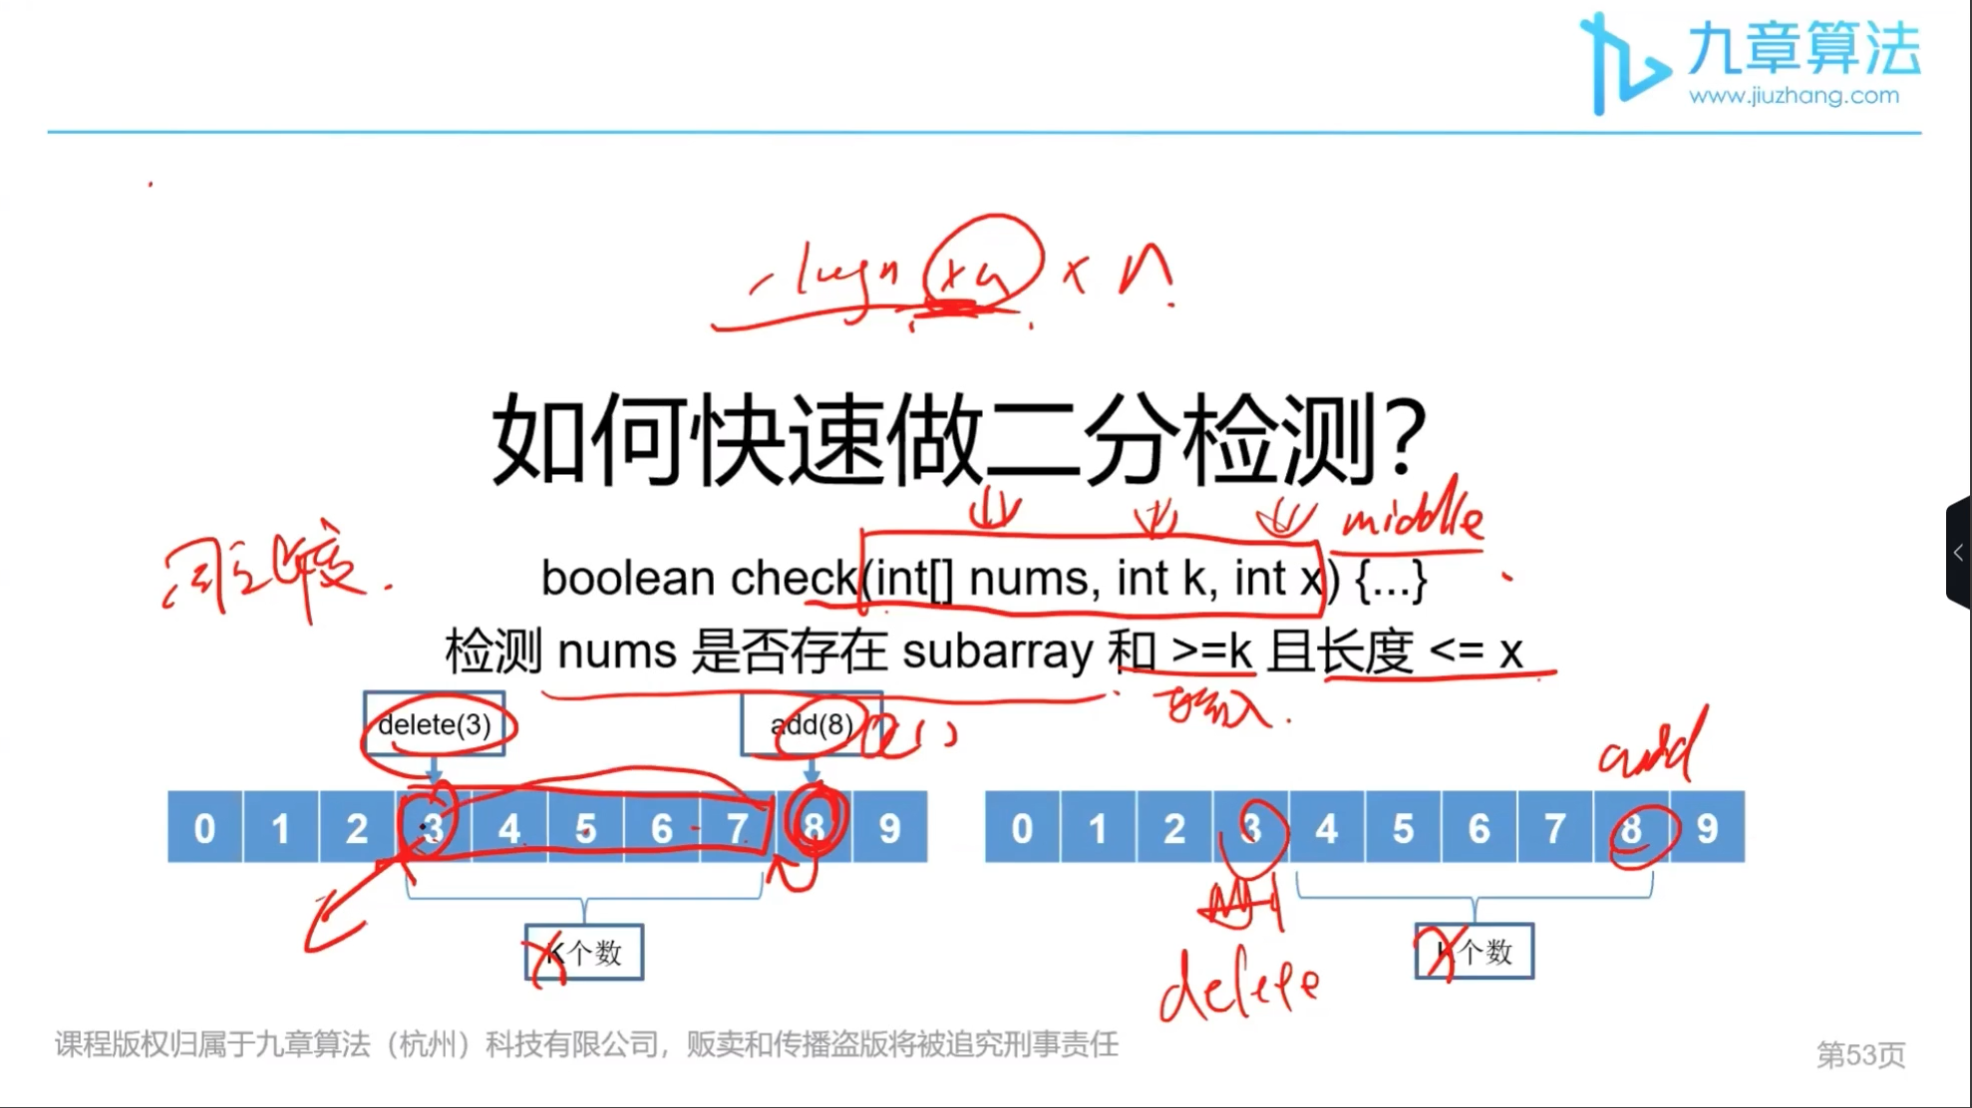 九章算法
www.jiuzhang.com
logn x x n
如何快速做二分检测?
middle
boolean check(int[] nums, int k, int x) {...}
检测 nums 是否存在 subarray 和 >=k 且长度 <= x
delete(3)
add(8)
add
0 1 2 3 4 5 6 7 8 9
0 1 2 3 4 5 6 7 8 9
x
K个数
x
个数
delete
课程版权归属于九章算法（杭州）科技有限公司，贩卖和传播盗版将被追究刑事责任
第53页